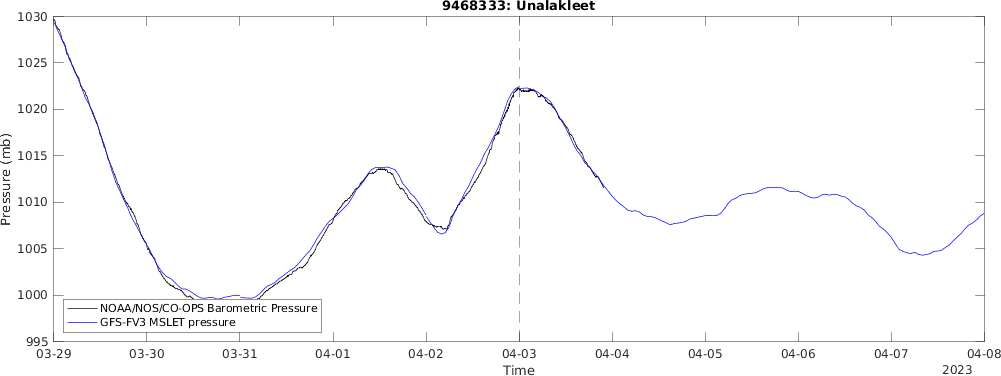 9468333: Unalakleet
1030
1025
1020
1015
1010
1005
1000
995
Pressure (mb)
NOAA/NOS/CO-OPS Barometric Pressure
GFS-FV3 MSLET pressure
03-29 03-30 03-31 04-01 04-02 04-03 04-04 04-05 04-06 04-07 04-08
Time
2023